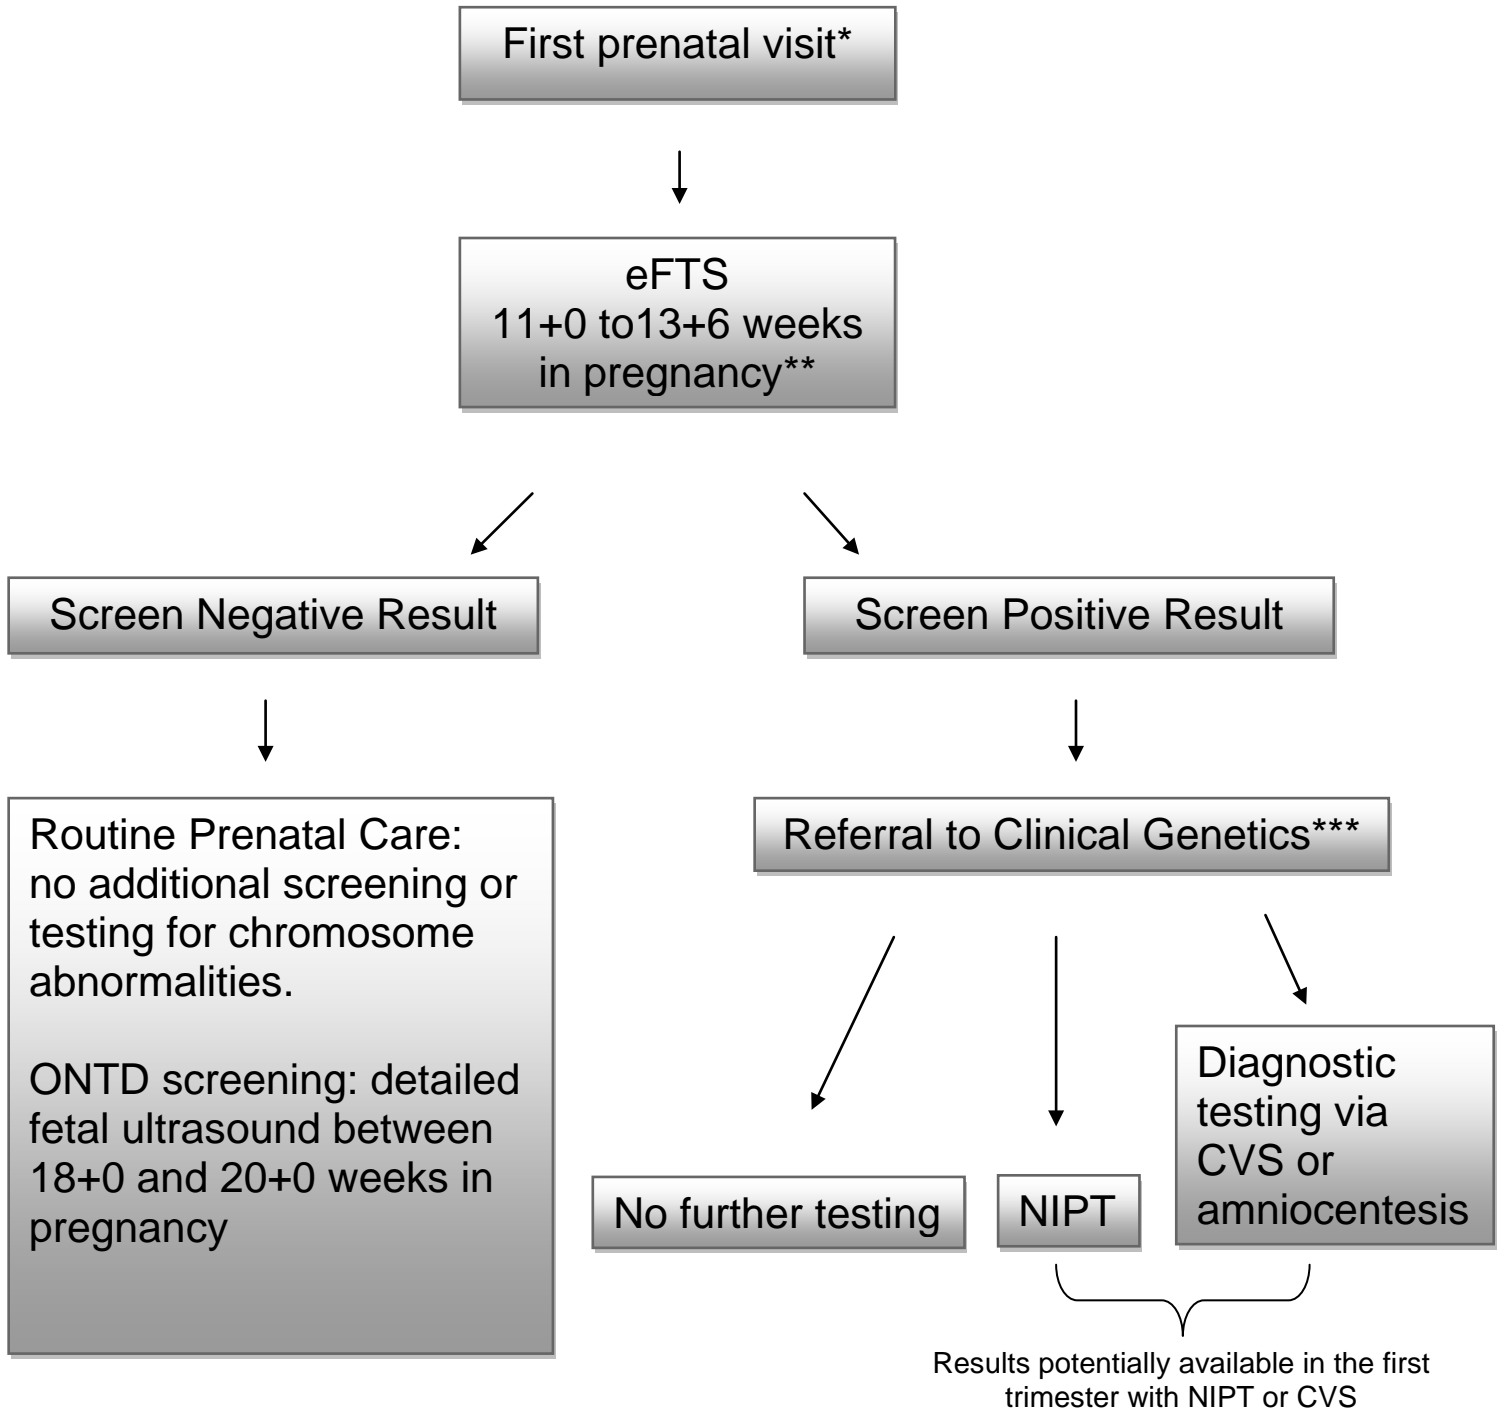 First prenatal visit*
eFTS
11+0 to13+6 weeks
in pregnancy**
Screen Negative Result
Screen Positive Result
Routine Prenatal Care:
no additional screening or
testing for chromosome
abnormalities.
ONTD screening: detailed
fetal ultrasound between
18+0 and 20+0 weeks in
pregnancy
Referral to Clinical Genetics***
No further testing
NIPT
Diagnostic
testing via
CVS or
amniocentesis
Results potentially available in the first
trimester with NIPT or CVS